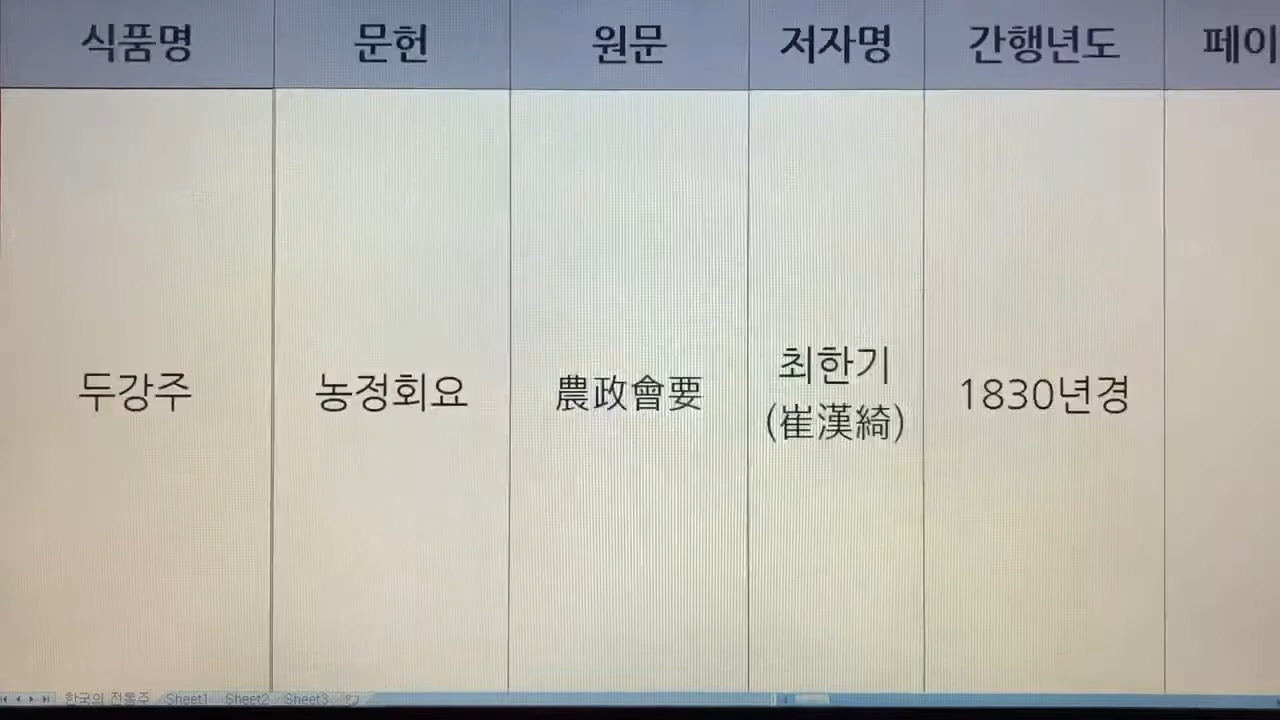 식품명 문헌 원문 저자명 간행년도 페이
두강주 농정회요 農政會要 최한기 (崔漢綺) 1830년경
한국의 전통주 Sheet1 Sheet2 Sheet3